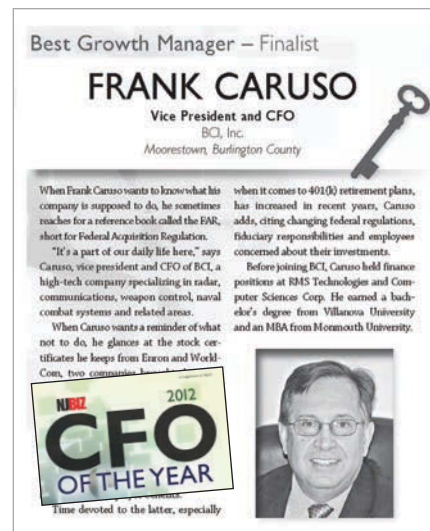 Best Growth Manager – Finalist
FRANK CARUSO
Vice President and CFO
BCI, Inc.
Moorestown, Burlington County
When Frank Caruso wants to know what his
company is supposed to do, he sometimes
reaches for a reference book called the FAR,
short for Federal Acquisition Regulation.
"It's a part of our daily life here," says
Caruso, vice president and CFO of BCI, a
high-tech company specializing in radar,
communications, weapon control, naval
combat systems and related areas.
When Caruso wants a reminder of what
not to do, he glances at the stock cer-
tificates he keeps from Enron and World-
Com, two companies
Time devoted to the latter, especially
when it comes to 401(k) retirement plans,
has increased in recent years, Caruso
adds, citing changing federal regulations,
fiduciary responsibilities and employees
concerned about their investments.
Before joining BCI, Caruso held finance
positions at RMS Technologies and Com-
puter Sciences Corp. He earned a bach-
elor's degree from Villanova University
and an MBA from Monmouth University.
NJBIZ
2012
CFO
OF THE YEAR